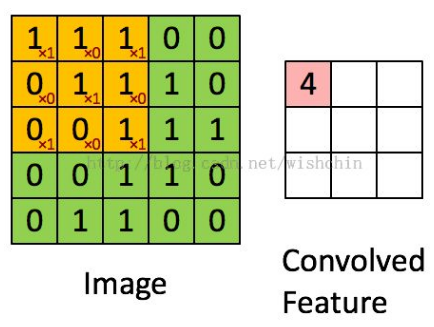 1×1 1×0 1×1 0 0
0×0 1×1 1×0 1 0
0×1 0×0 1×1 1 1
0 0 1 1 0
0 1 1 0 0
4
http://blog.csdn.net/wishchin
Image
Convolved
Feature